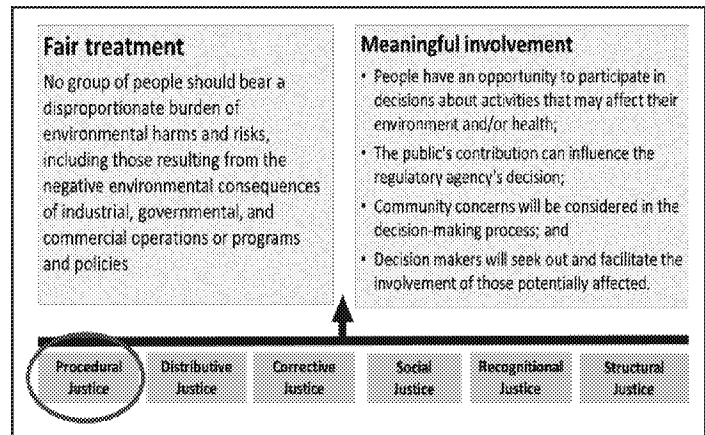 Fair treatment
No group of people should bear a
disproportionate burden of
environmental harms and risks,
including those resulting from the
negative environmental consequences
of industrial, governmental, and
commercial operations or programs
and policies
Meaningful involvement
• People have an opportunity to participate in
decisions about activities that may affect their
environment and/or health;
• The public's contribution can influence the
regulatory agency's decision;
• Community concerns will be considered in the
decision-making process; and
• Decision makers will seek out and facilitate the
involvement of those potentially affected.
Procedural
Justice
Distributive
Justice
Corrective
Justice
Social
Justice
Recognitional
Justice
Structural
Justice